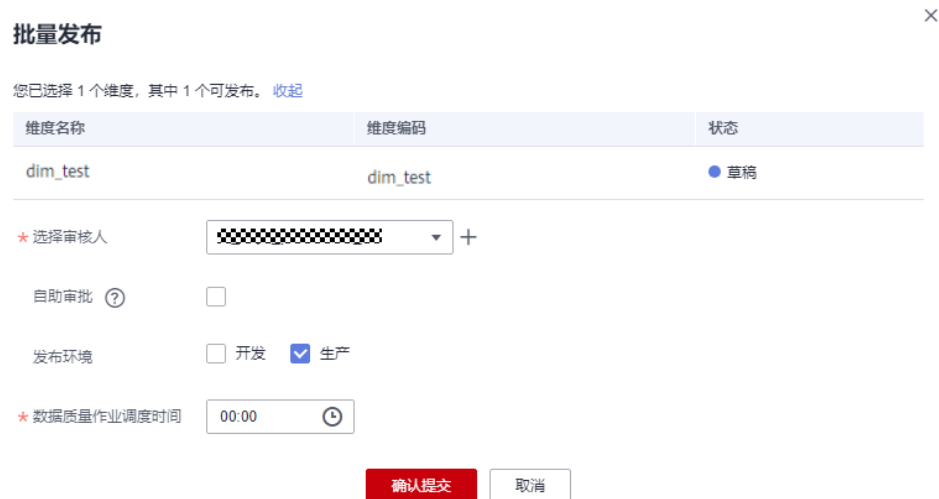 批量发布
您已选择 1 个维度，其中 1 个可发布。 收起
维度名称 维度编码 状态
dim_test dim_test 草稿
* 选择审核人
自助审批 ?
发布环境 开发 生产
* 数据质量作业调度时间 00:00
确认提交 取消